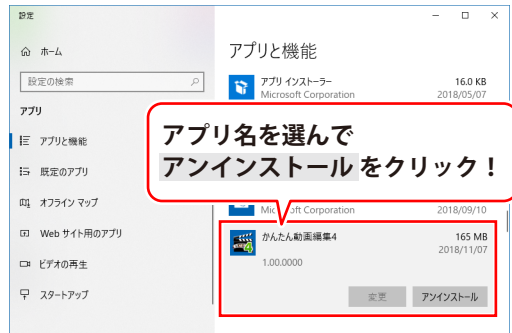 設定
ホーム
設定の検索
アプリ
アプリと機能
既定のアプリ
オフライン マップ
Web サイト用のアプリ
ビデオの再生
スタートアップ
アプリと機能
アプリ インストーラー 16.0 KB
Microsoft Corporation 2018/05/07
アプリ名を選んで
アンインストール をクリック！
Mic oft Corporation 2018/09/10
かんたん動画編集4 165 MB
2018/11/07
1.00.0000
変更 アンインストール